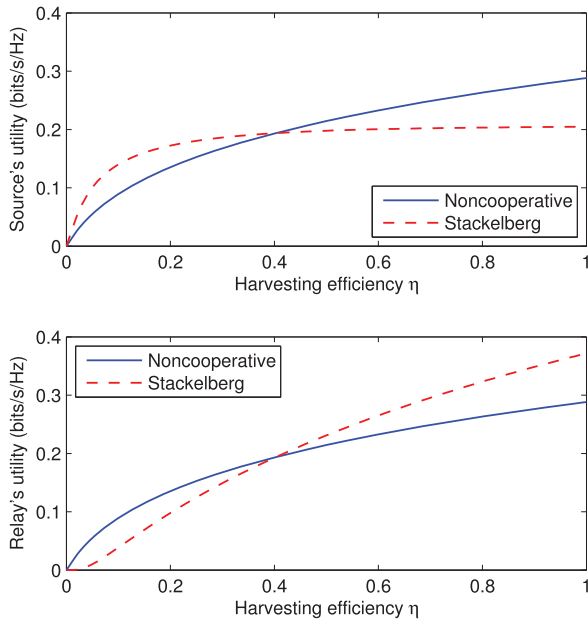 Source's utility (bits/s/Hz)
0.4
0.3
0.2
0.1
0
Noncooperative
Stackelberg
0 0.2 0.4 0.6 0.8 1
Harvesting efficiency η
Relay's utility (bits/s/Hz)
0.4
0.3
0.2
0.1
0
Noncooperative
Stackelberg
0 0.2 0.4 0.6 0.8 1
Harvesting efficiency η